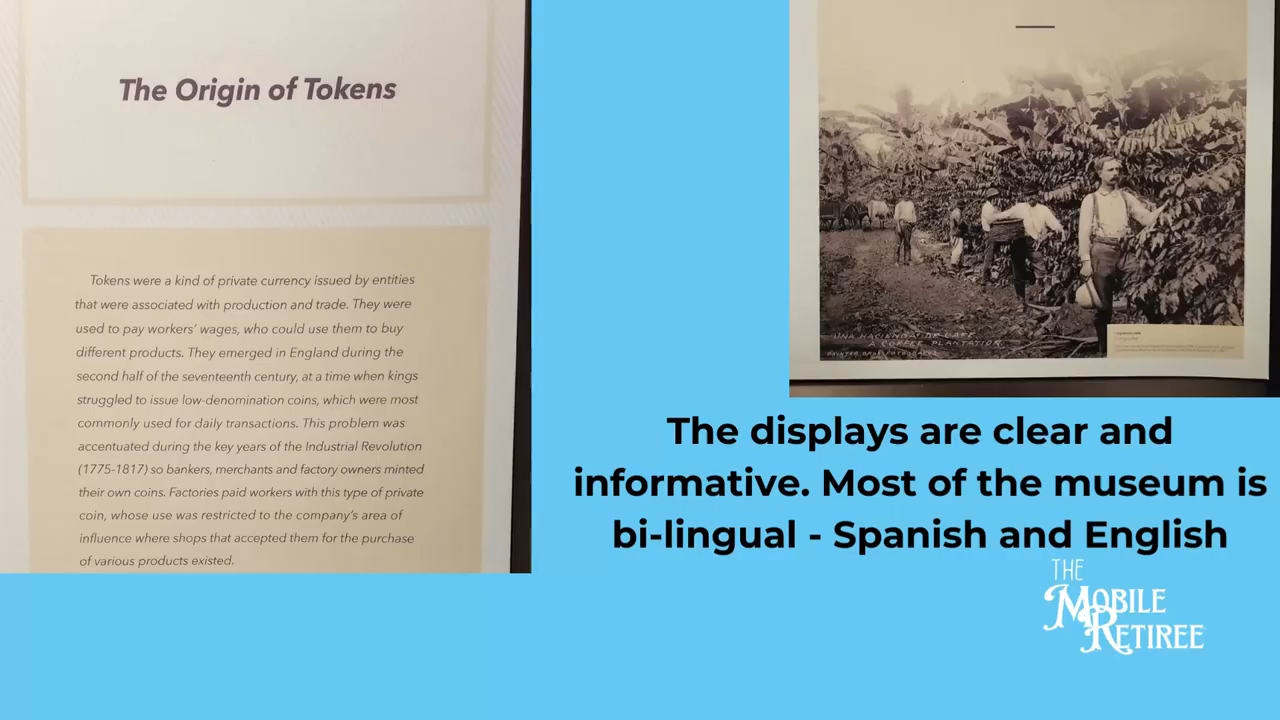 The Origin of Tokens
Tokens were a kind of private currency issued by entities
that were associated with production and trade. They were
used to pay workers' wages, who could use them to buy
different products. They emerged in England during the
second half of the seventeenth century, at a time when kings
struggled to issue low-denomination coins, which were most
commonly used for daily transactions. This problem was
accentuated during the key years of the Industrial Revolution
(1775-1817) so bankers, merchants and factory owners minted
their own coins. Factories paid workers with this type of private
coin, whose use was restricted to the company's area of
influence where shops that accepted them for the purchase
of various products existed.
UNA HACIENDA DE CAFE
A COFFEE PLANTATION.
The displays are clear and
informative. Most of the museum is
bi-lingual - Spanish and English
THE
MOBILE
RETIREE